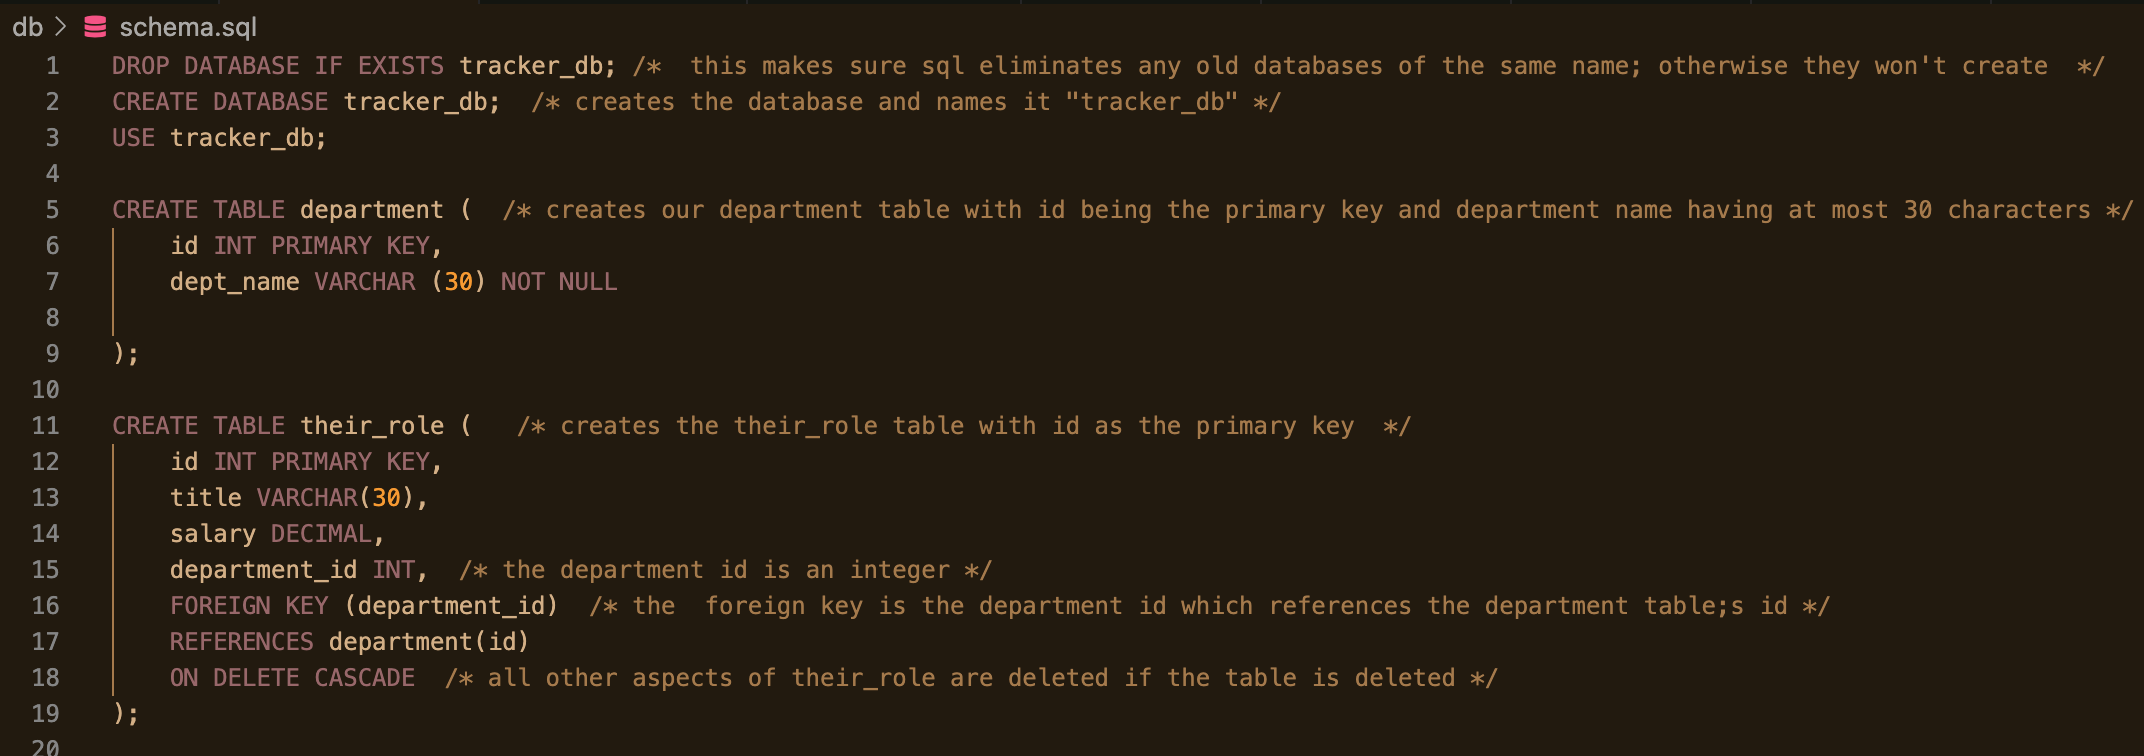 db > schema.sql
1 DROP DATABASE IF EXISTS tracker_db; /*  this makes sure sql eliminates any old databases of the same name; otherwise they won't create  */
2 CREATE DATABASE tracker_db;  /* creates the database and names it "tracker_db" */
3 USE tracker_db;
4
5 CREATE TABLE department (  /* creates our department table with id being the primary key and department name having at most 30 characters */
6     id INT PRIMARY KEY,
7     dept_name VARCHAR (30) NOT NULL
8
9 );
10
11 CREATE TABLE their_role (   /* creates the their_role table with id as the primary key  */
12     id INT PRIMARY KEY,
13     title VARCHAR(30),
14     salary DECIMAL,
15     department_id INT,  /* the department id is an integer */
16     FOREIGN KEY (department_id)  /* the  foreign key is the department id which references the department table;s id */
17     REFERENCES department(id)
18     ON DELETE CASCADE  /* all other aspects of their_role are deleted if the table is deleted */
19 );
20